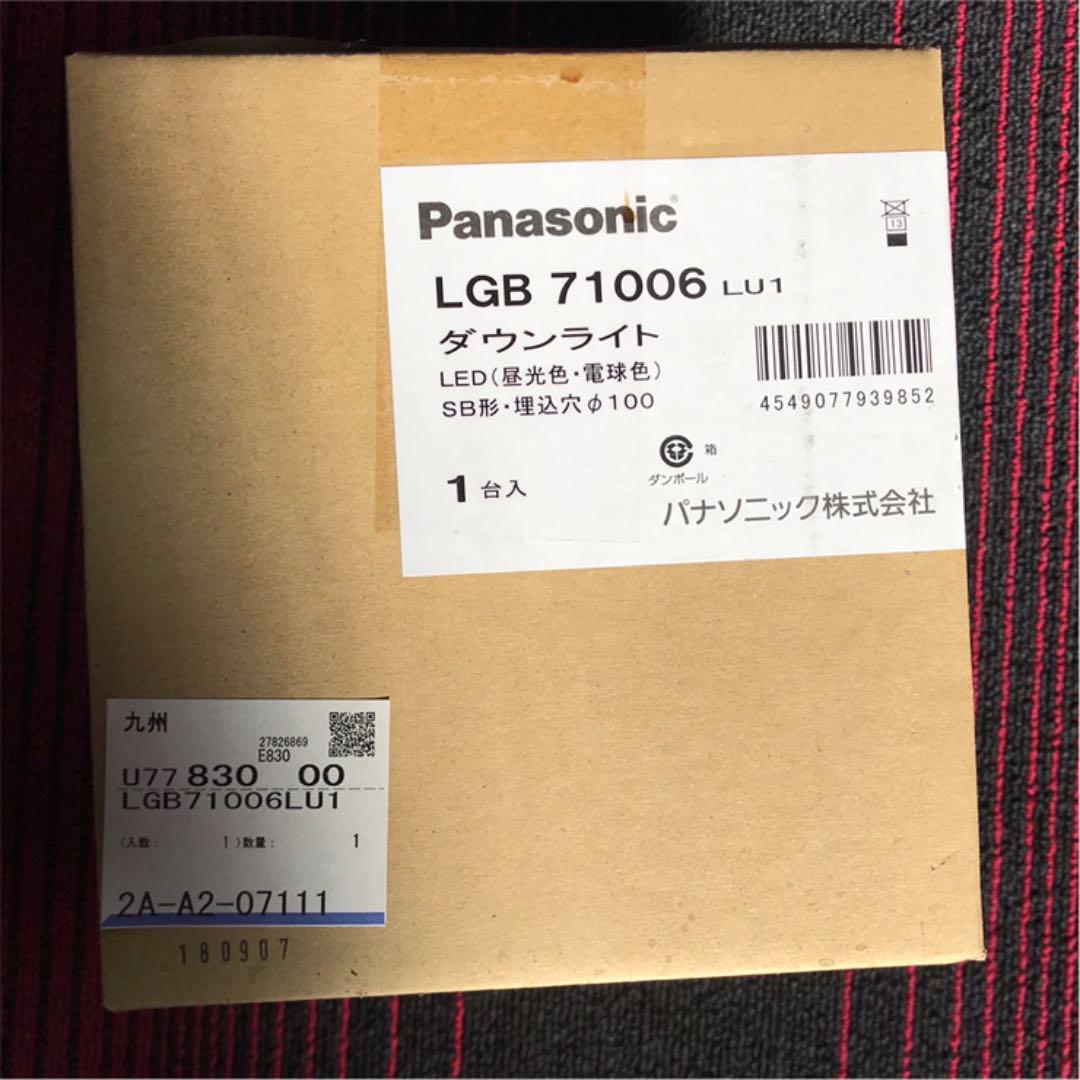 Panasonic®
13
LGB 71006 LU1
ダウンライト
LED(昼光色・電球色)
SB形・埋込穴φ100
4549077939852
1台入
箱
ダンボール
パナソニック株式会社
九州
27826869
E830
U77 830 00
LGB71006LU1
(入数: 1)数量: 1
2A-A2-07111
180907